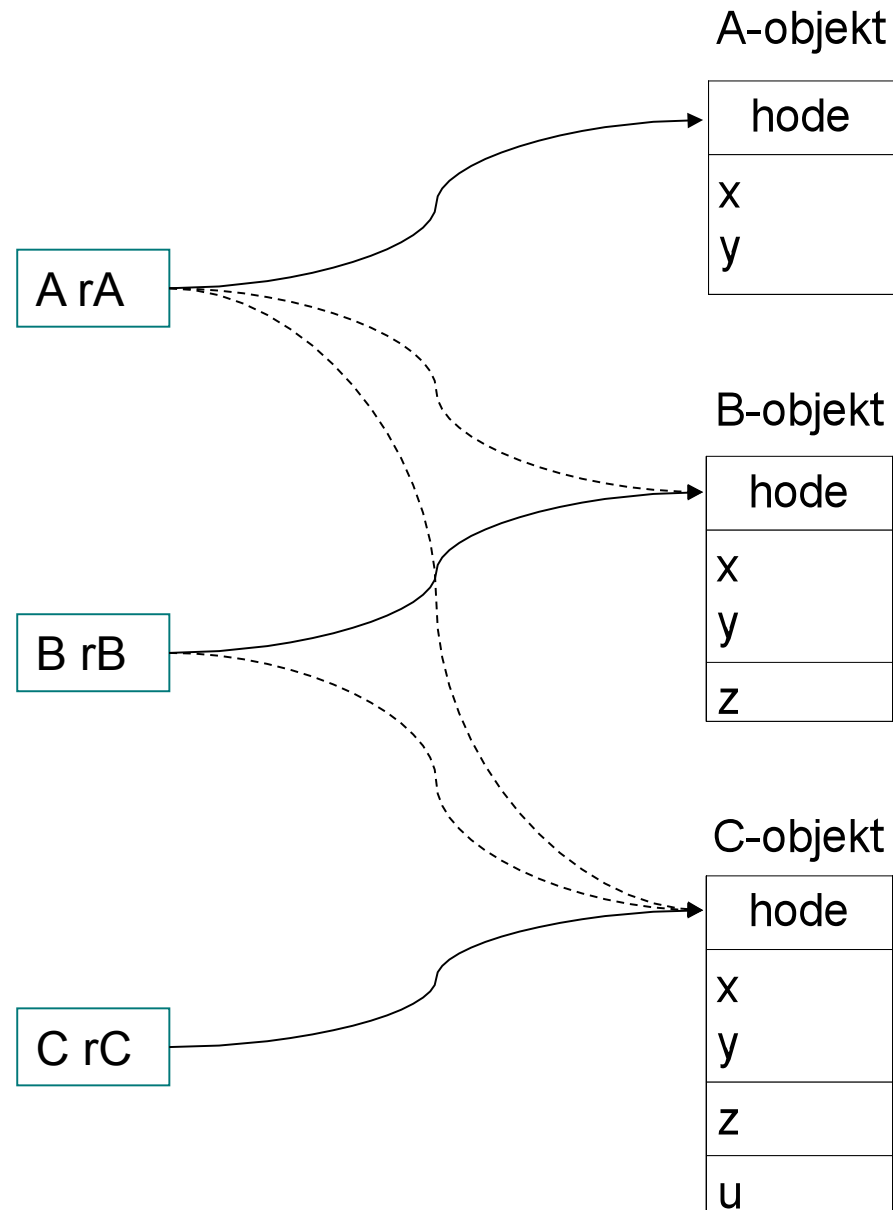 A-objekt
hode
x
y
A rA
B-objekt
hode
x
y
B rB
z
C-objekt
hode
x
C rC
y
z
u